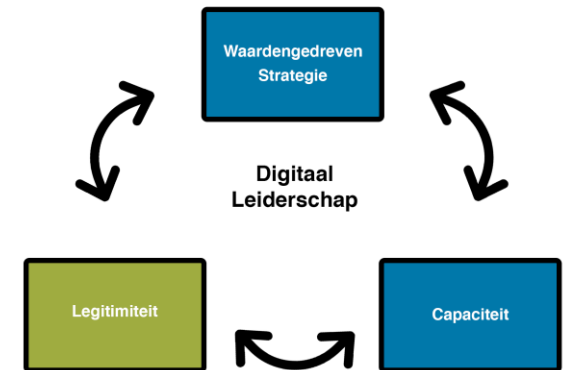 Waardengedreven
Strategie
Digitaal
Leiderschap
Legitimiteit
Capaciteit